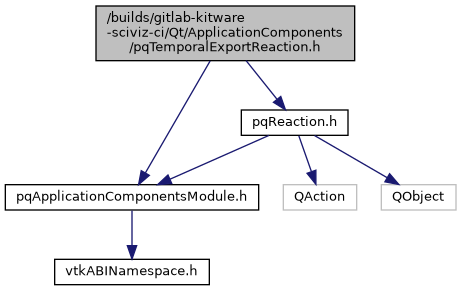 /builds/gitlab-kitware
-sciviz-ci/Qt/ApplicationComponents
/pqTemporalExportReaction.h
pqReaction.h
pqApplicationComponentsModule.h
QAction
QObject
vtkABINamespace.h